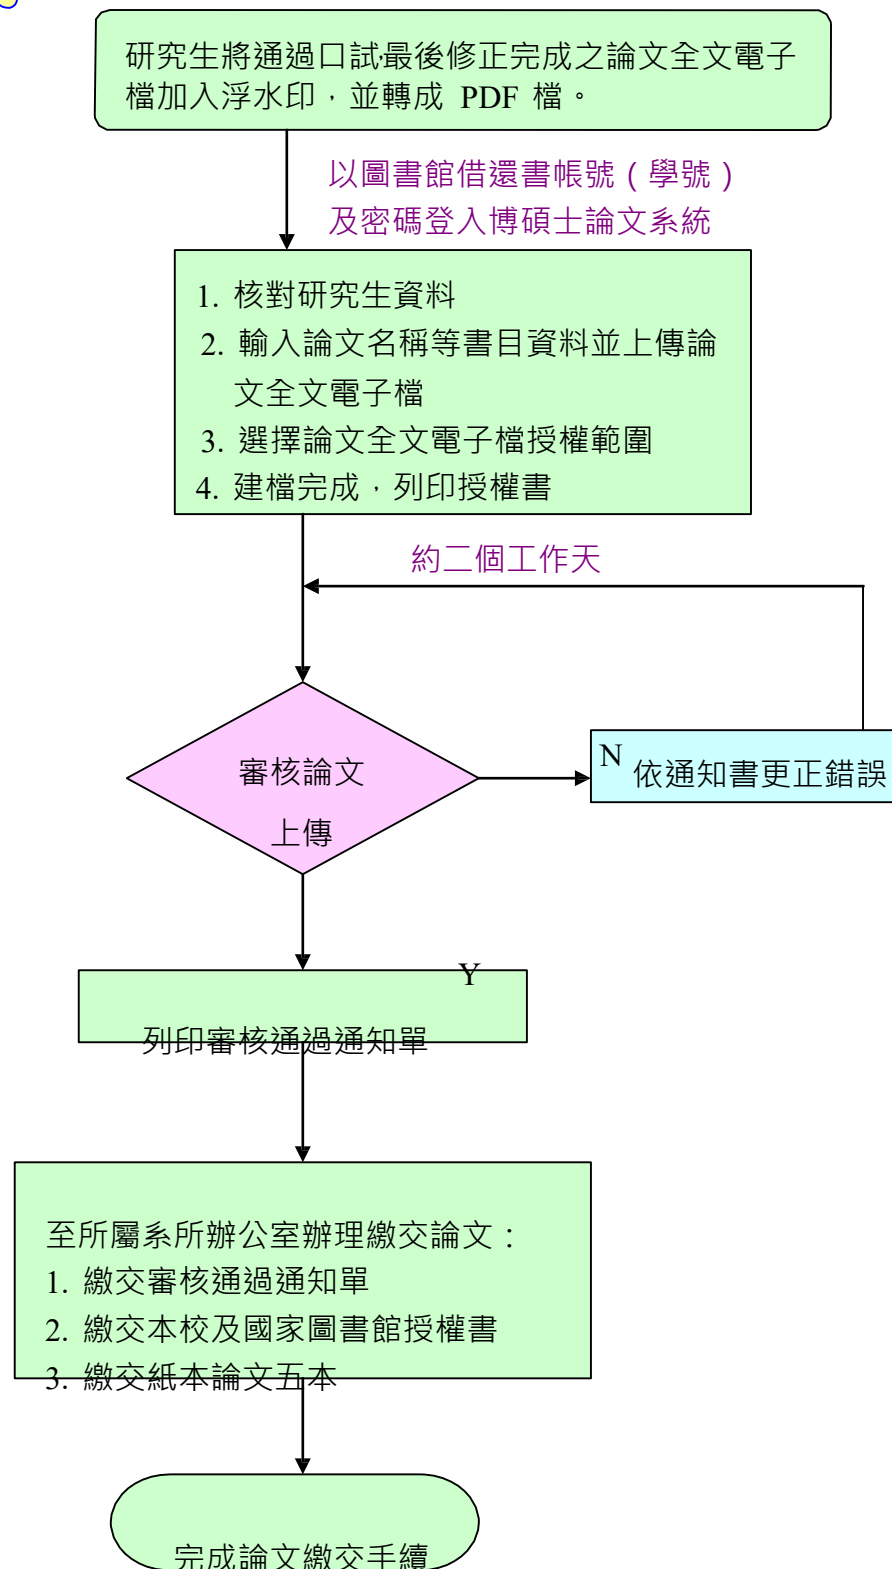 研究生將通過口試,最後修正完成之論文全文電子
檔加入浮水印，並轉成 PDF 檔。
以圖書館借還書帳號（學號）
及密碼登入博碩士論文系統
1. 核對研究生資料
2. 輸入論文名稱等書目資料並上傳論
文全文電子檔
3. 選擇論文全文電子檔授權範圍
4. 建檔完成，列印授權書
約二個工作天
審核論文
上傳
N
依通知書更正錯誤
Y
列印審核通過通知單
至所屬系所辦公室辦理繳交論文：
1. 繳交審核通過通知單
2. 繳交本校及國家圖書館授權書
3. 繳交紙本論文五本
完成論文繳交手續